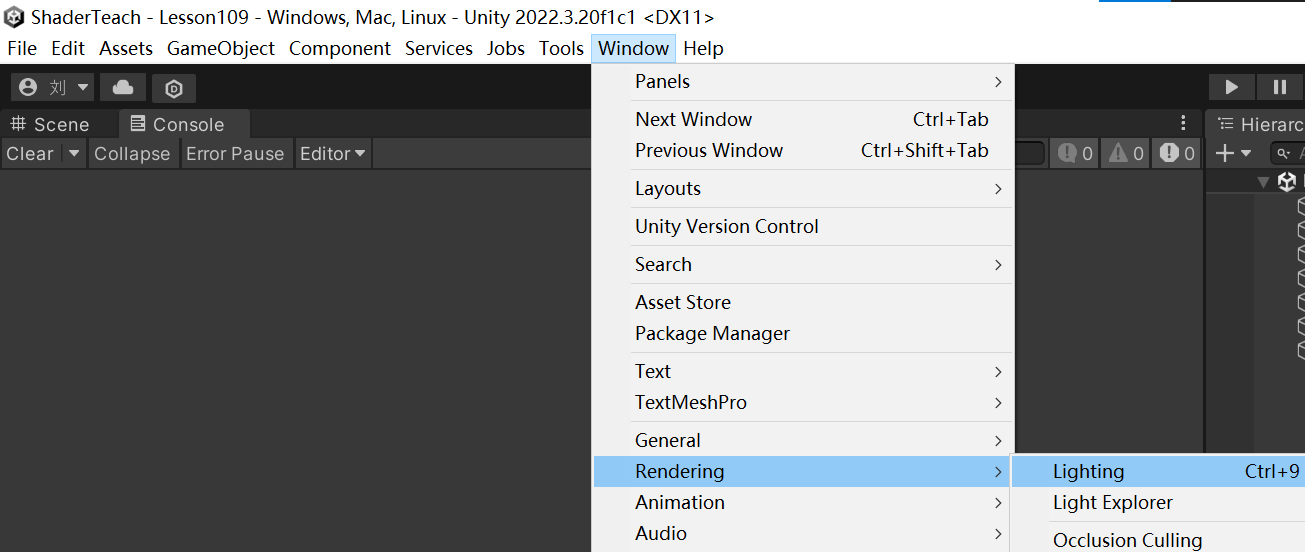 ShaderTeach - Lesson109 - Windows, Mac, Linux - Unity 2022.3.20f1c1 <DX11>
File Edit Assets GameObject Component Services Jobs Tools Window Help
刘
Scene Console
Clear Collapse Error Pause Editor
0 0 0
Hierarc
Panels
Next Window Ctrl+Tab
Previous Window Ctrl+Shift+Tab
Layouts
Unity Version Control
Search
Asset Store
Package Manager
Text
TextMeshPro
General
Rendering
Animation
Audio
Lighting Ctrl+9
Light Explorer
Occlusion Culling